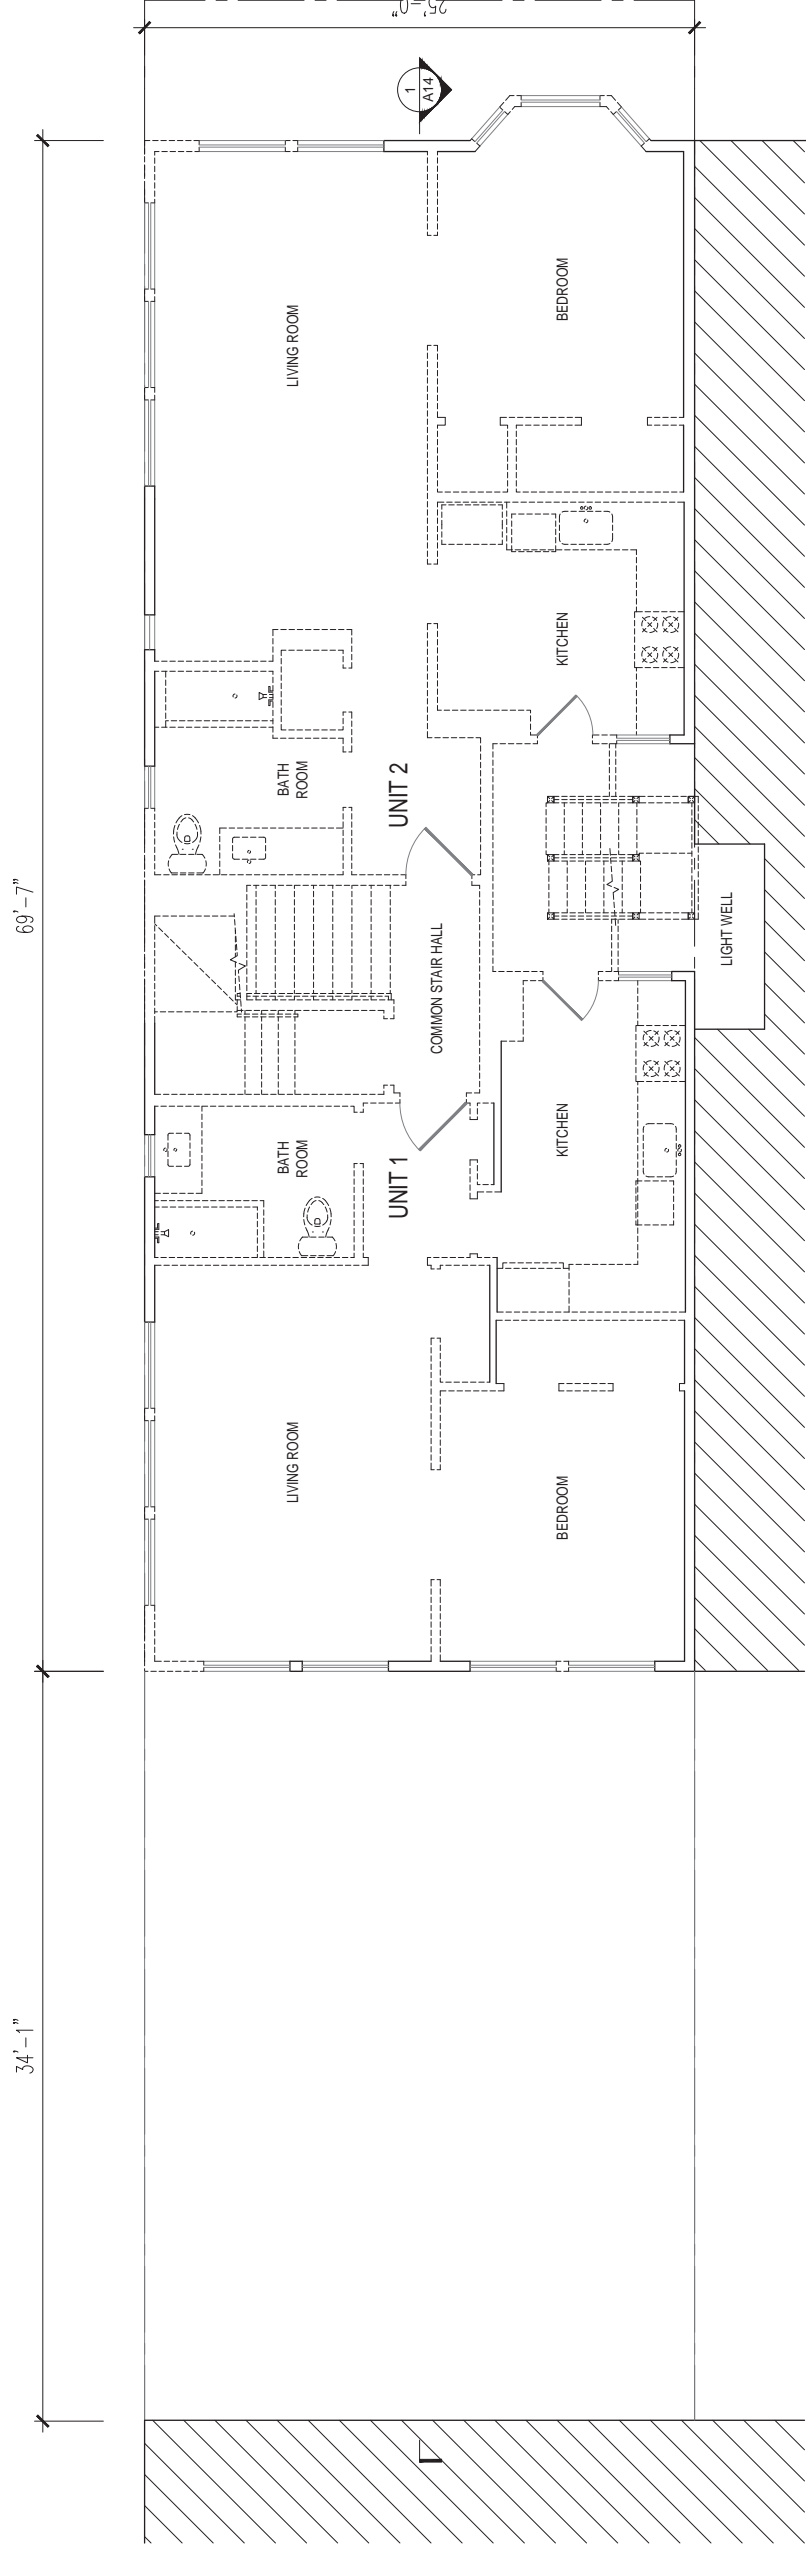 25'-0"
1
A14
LIVING ROOM
BEDROOM
KITCHEN
BATH
ROOM
UNIT 2
69'-7"
COMMON STAIR HALL
LIGHT WELL
KITCHEN
BATH
ROOM
UNIT 1
LIVING ROOM
BEDROOM
34'-1"